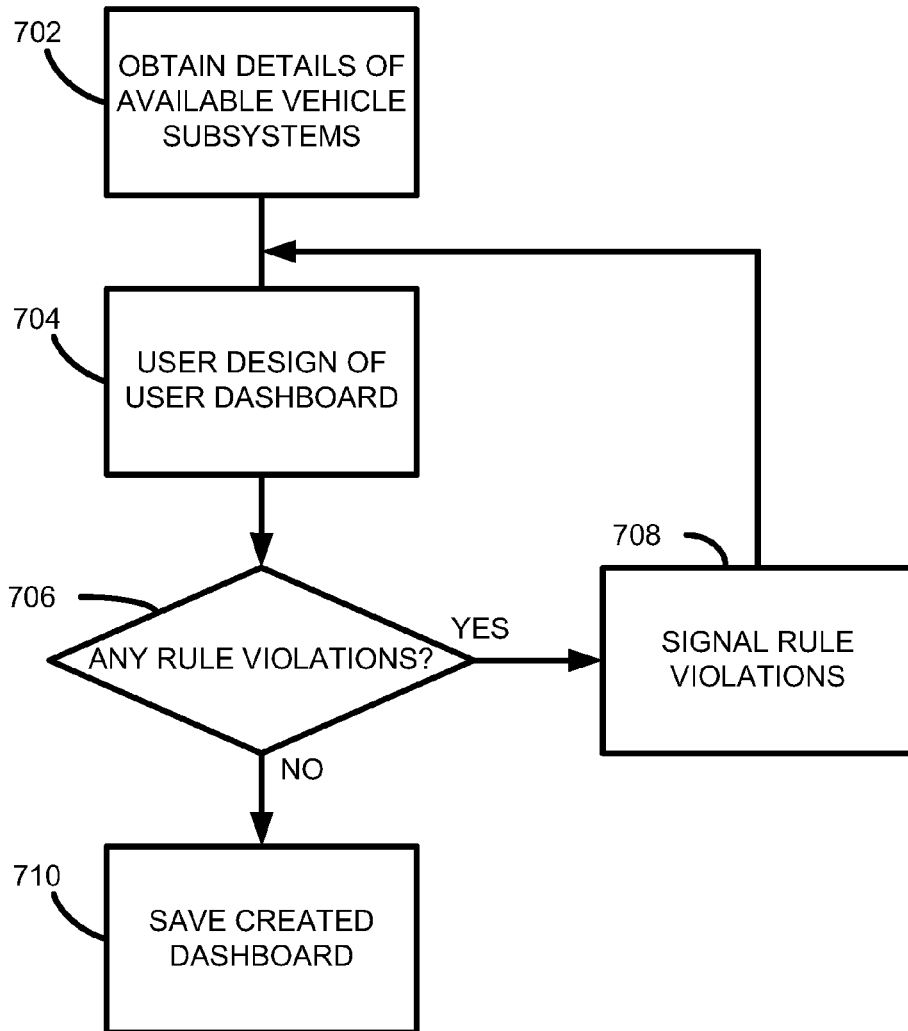 702
OBTAIN DETAILS OF
AVAILABLE VEHICLE
SUBSYSTEMS
704
USER DESIGN OF
USER DASHBOARD
706
ANY RULE VIOLATIONS?
YES
708
SIGNAL RULE
VIOLATIONS
NO
710
SAVE CREATED
DASHBOARD